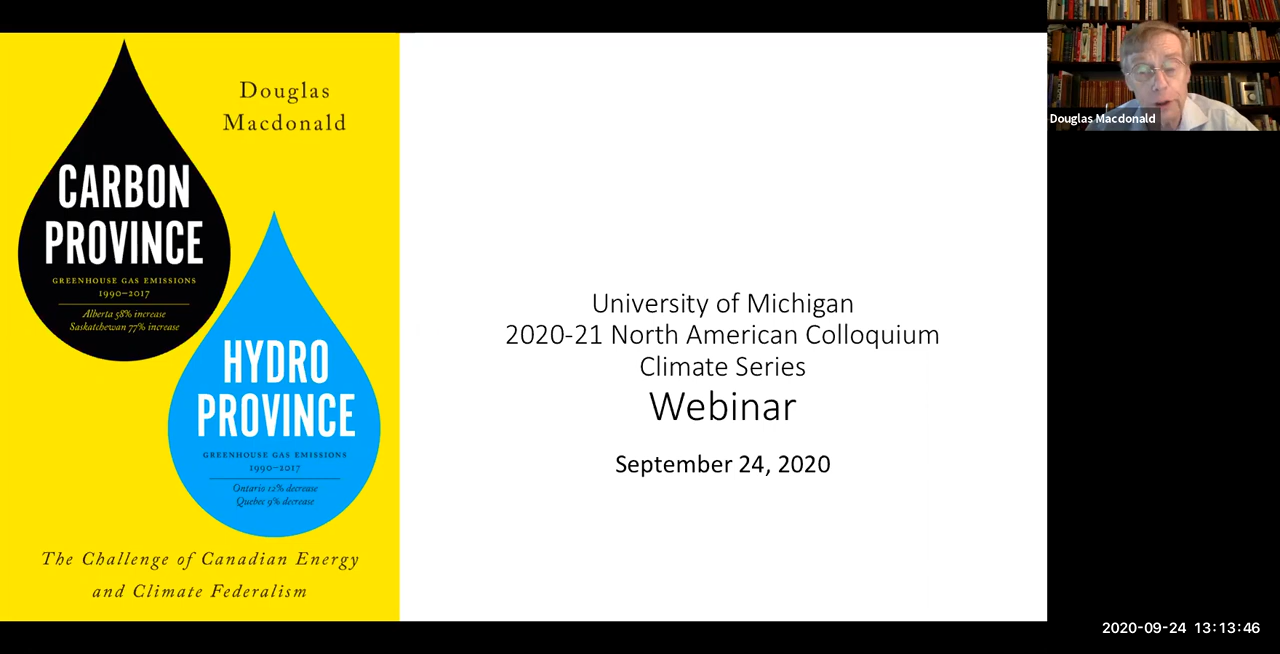 Douglas
Macdonald
CARBON
PROVINCE
GREENHOUSE GAS EMISSIONS
1990–2017
Alberta 58% increase
Saskatchewan 77% increase
HYDRO
PROVINCE
GREENHOUSE GAS EMISSIONS
1990–2017
Ontario 12% decrease
Quebec 9% decrease
The Challenge of Canadian Energy
and Climate Federalism
University of Michigan
2020-21 North American Colloquium
Climate Series
Webinar
September 24, 2020
Douglas Macdonald
2020-09-24 13:13:46